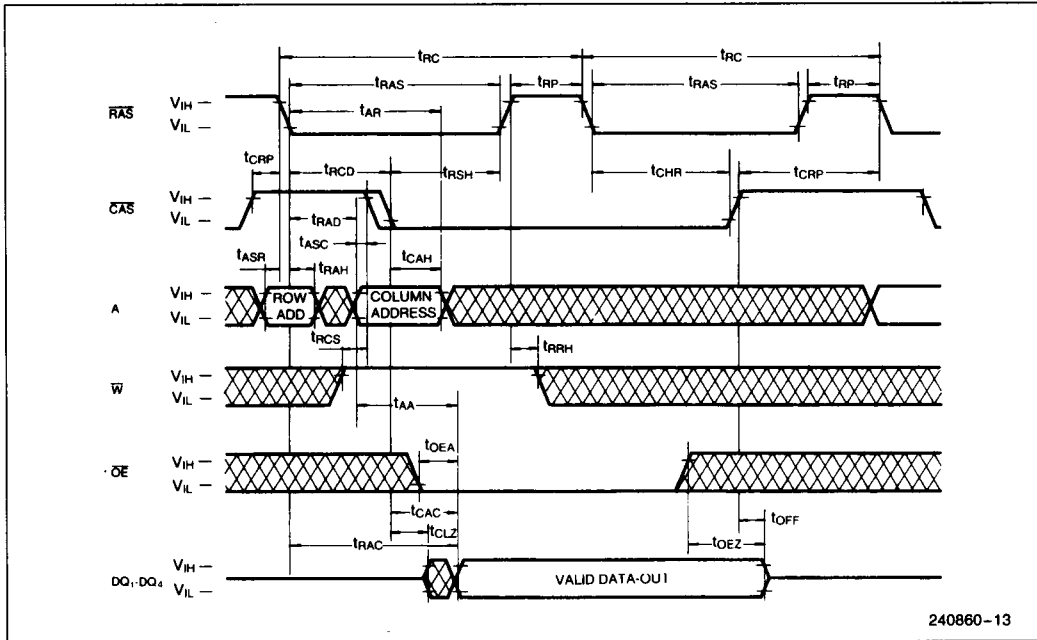 tRC tRC
tRAS tRP tRAS tRP
RAS VIH
VIL
tAR
tCRP tRCD tRSH tCHR tCRP
CAS VIH
VIL
tRAD
tASC
tASR tRAH tCAH
A VIH
VIL
ROW
ADD
COLUMN
ADDRESS
tRCS tRRH
W VIH
VIL
tAA
tOEA
OE VIH
VIL
tCAC tOFF
tCLZ
tRAC tOEZ
DQ1-DQ4 VIH
VIL
VALID DATA-OUT
240860-13